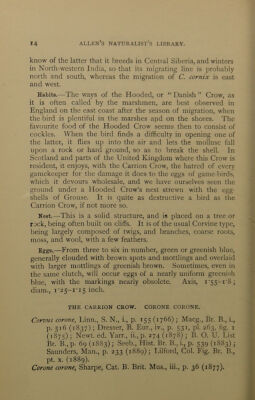 14 ALLEN'S NATURALIST'S LIBRARY.
know of the latter that it breeds in Central Siberia, and winters
in North-western India, so that its migrating line is probably
north and south, whereas the migration of C. cornix is east
and west.
Habits.—The ways of the Hooded, or "Danish" Crow, as
it is often called by the marshmen, are best observed in
England on the east coast after the season of migration, when
the bird is plentiful in the marshes and on the shores. The
favourite food of the Hooded Crow seems then to consist of
cockles. When the bird finds a difficulty in opening one of
the latter, it flies up into the air and lets the mollusc fall
upon a rock or hard ground, so as to break the shell. In
Scotland and parts of the United Kingdom where this Crow is
resident, it enjoys, with the Carrion Crow, the hatred of every
gamekeeper for the damage it does to the eggs of game-birds,
which it devours wholesale, and we have ourselves seen the
ground under a Hooded Crow's nest strewn with the egg-
shells of Grouse. It is quite as destructive a bird as the
Carrion Crow, if not more so.
Nest.—This is a solid structure, and is placed on a tree or
rock, being often built on cliffs. It is of the usual Corvine type,
being largely composed of twigs, and branches, coarse roots,
moss, and wool, with a few feathers.
Eggs.—From three to six in number, green or greenish blue,
generally clouded with brown spots and mottlings and overlaid
with larger mottlings of greenish brown. Sometimes, even in
the same clutch, will occur eggs of a nearly uniform greenish
blue, with the markings nearly obsolete. Axis, 1·55-1·8;
diam., 1·25-1·15 inch.
THE CARRION CROW. CORONE CORONE.
Corvus corone, Linn., S. N., i., p. 155 (1766); Macg., Br. B., i.,
p. 516 (1837); Dresser, B. Eur., iv., p. 531, pl. 263, fig. 1
(1875); Newt. ed. Yarr., ii., p. 274 (1878); B. O. U. List
Br. B., p. 69 (1883); Seeb., Hist. Br. B., i., p. 539 (1883);
Saunders, Man., p. 233 (1889); Lilford, Col. Fig. Br. B.,
pt. x. (1889).
Corone corone, Sharpe, Cat. B. Brit. Mus., iii., p. 36 (1877).